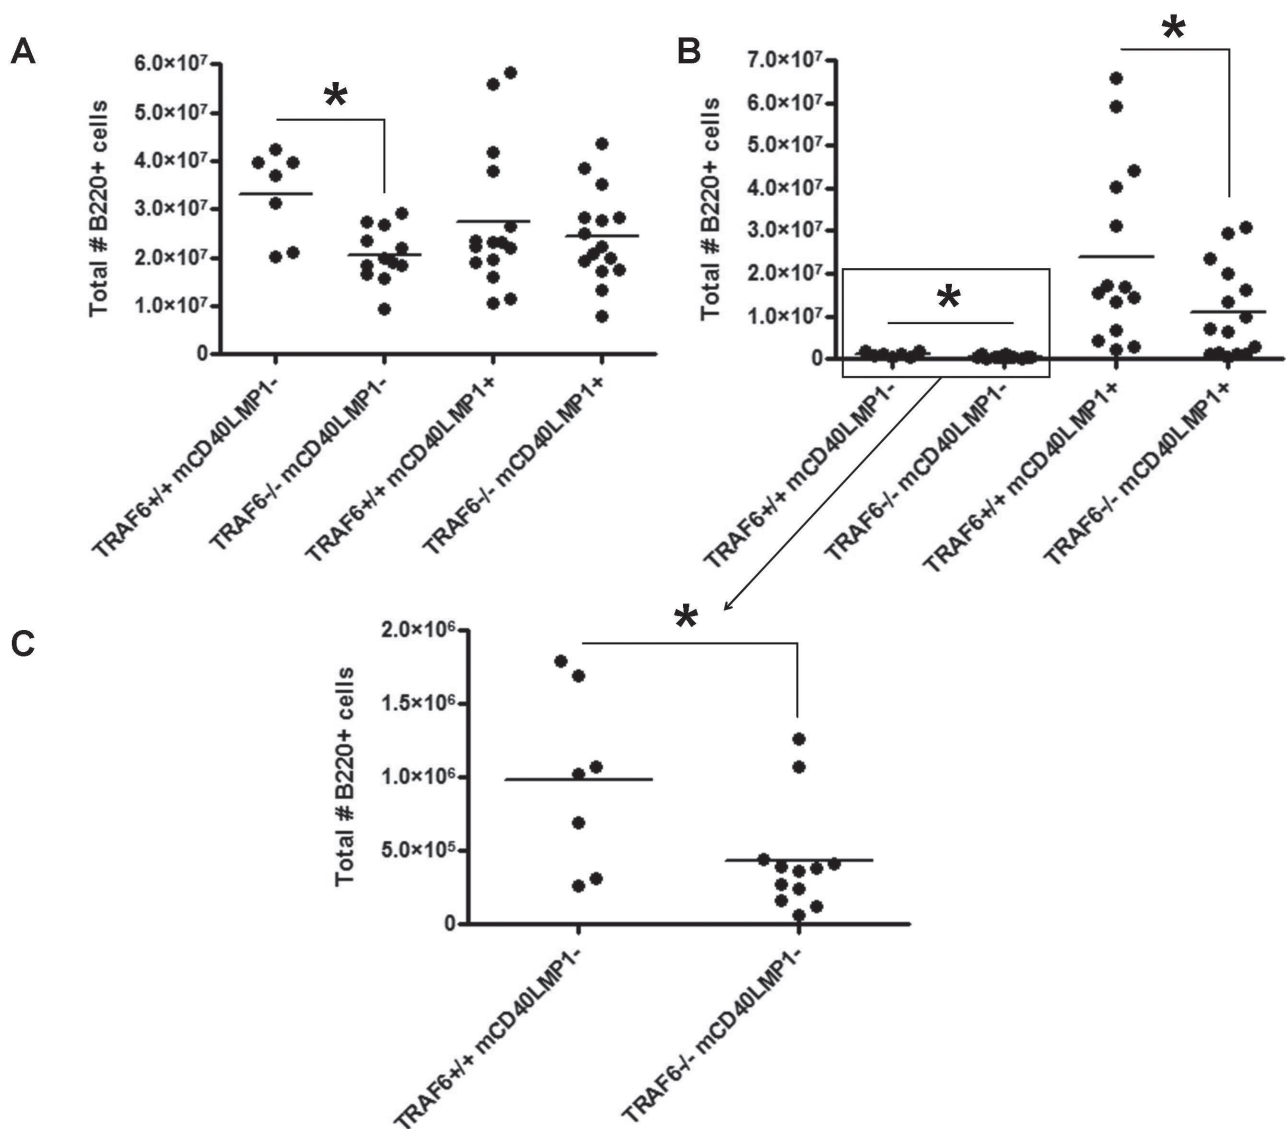 A
Total # B220+ cells
6.0×10⁷
5.0×10⁷
4.0×10⁷
3.0×10⁷
2.0×10⁷
1.0×10⁷
0
*
TRAF6+/+ mCD40LMP1-
TRAF6-/- mCD40LMP1-
TRAF6+/+ mCD40LMP1+
TRAF6-/- mCD40LMP1+
B
Total # B220+ cells
7.0×10⁷
6.0×10⁷
5.0×10⁷
4.0×10⁷
3.0×10⁷
2.0×10⁷
1.0×10⁷
0
*
*
TRAF6+/+ mCD40LMP1-
TRAF6-/- mCD40LMP1-
TRAF6+/+ mCD40LMP1+
TRAF6-/- mCD40LMP1+
C
Total # B220+ cells
2.0×10⁶
1.5×10⁶
1.0×10⁶
5.0×10⁵
0
*
TRAF6+/+ mCD40LMP1-
TRAF6-/- mCD40LMP1-